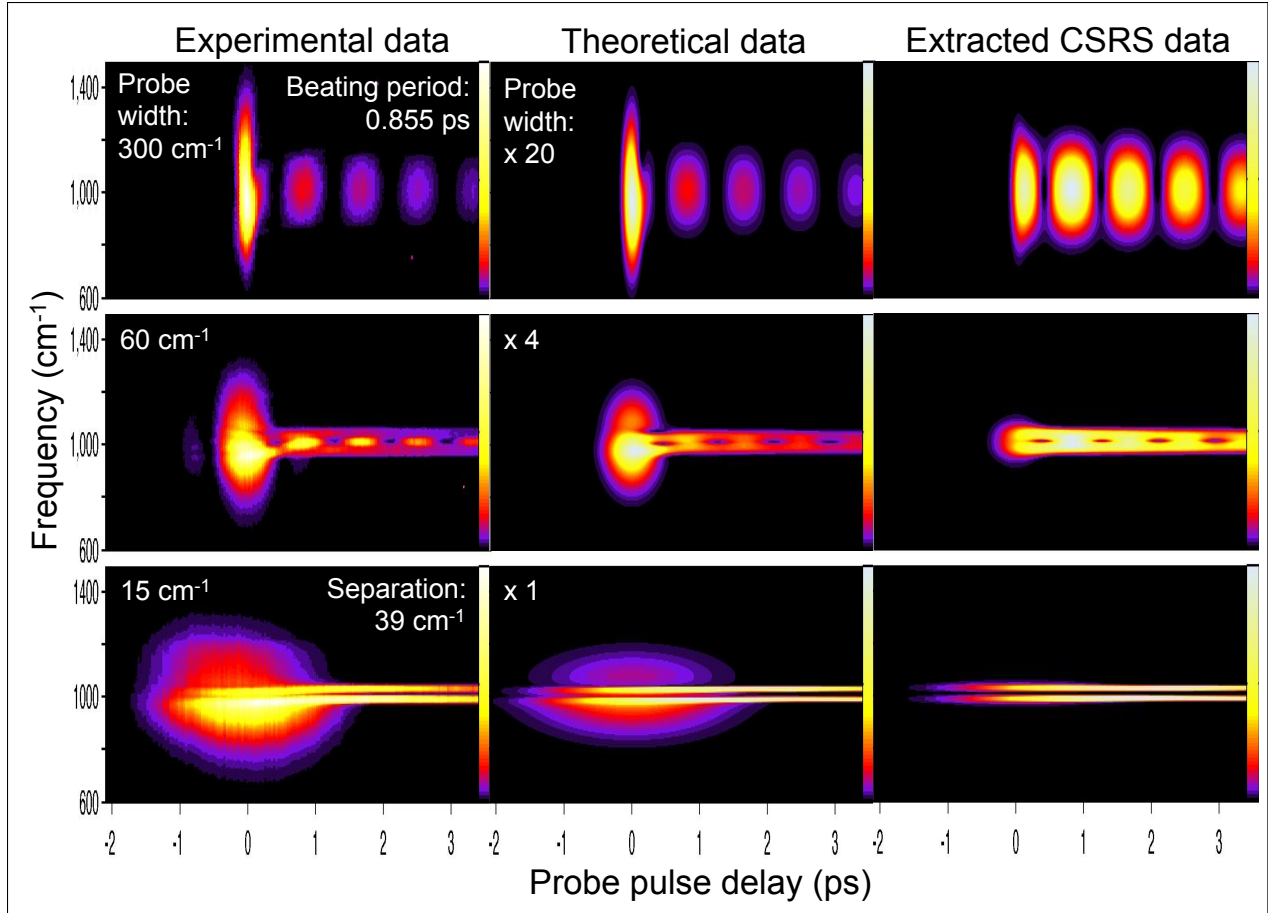 Experimental data
Theoretical data
Extracted CSRS data
Frequency (cm-1)
1,400
1,000
600
Probe
width:
300 cm-1
Beating period:
0.855 ps
Probe
width:
x 20
1,400
1,000
600
60 cm-1
x 4
1400
1000
600
15 cm-1
Separation:
39 cm-1
x 1
-2 -1 0 1 2 3
-2 -1 0 1 2 3
-2 -1 0 1 2 3
Probe pulse delay (ps)